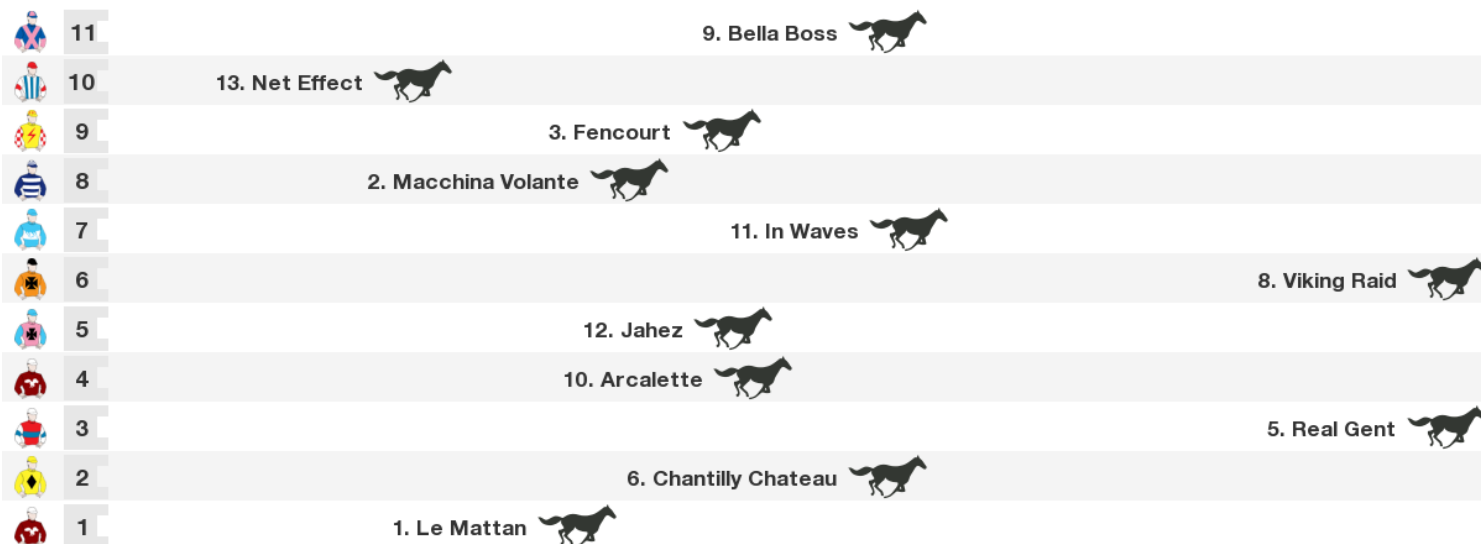 11 9. Bella Boss
10 13. Net Effect
9 3. Fencourt
8 2. Macchina Volante
7 11. In Waves
6 8. Viking Raid
5 12. Jahez
4 10. Arcalette
3 5. Real Gent
2 6. Chantilly Chateau
1 1. Le Mattan